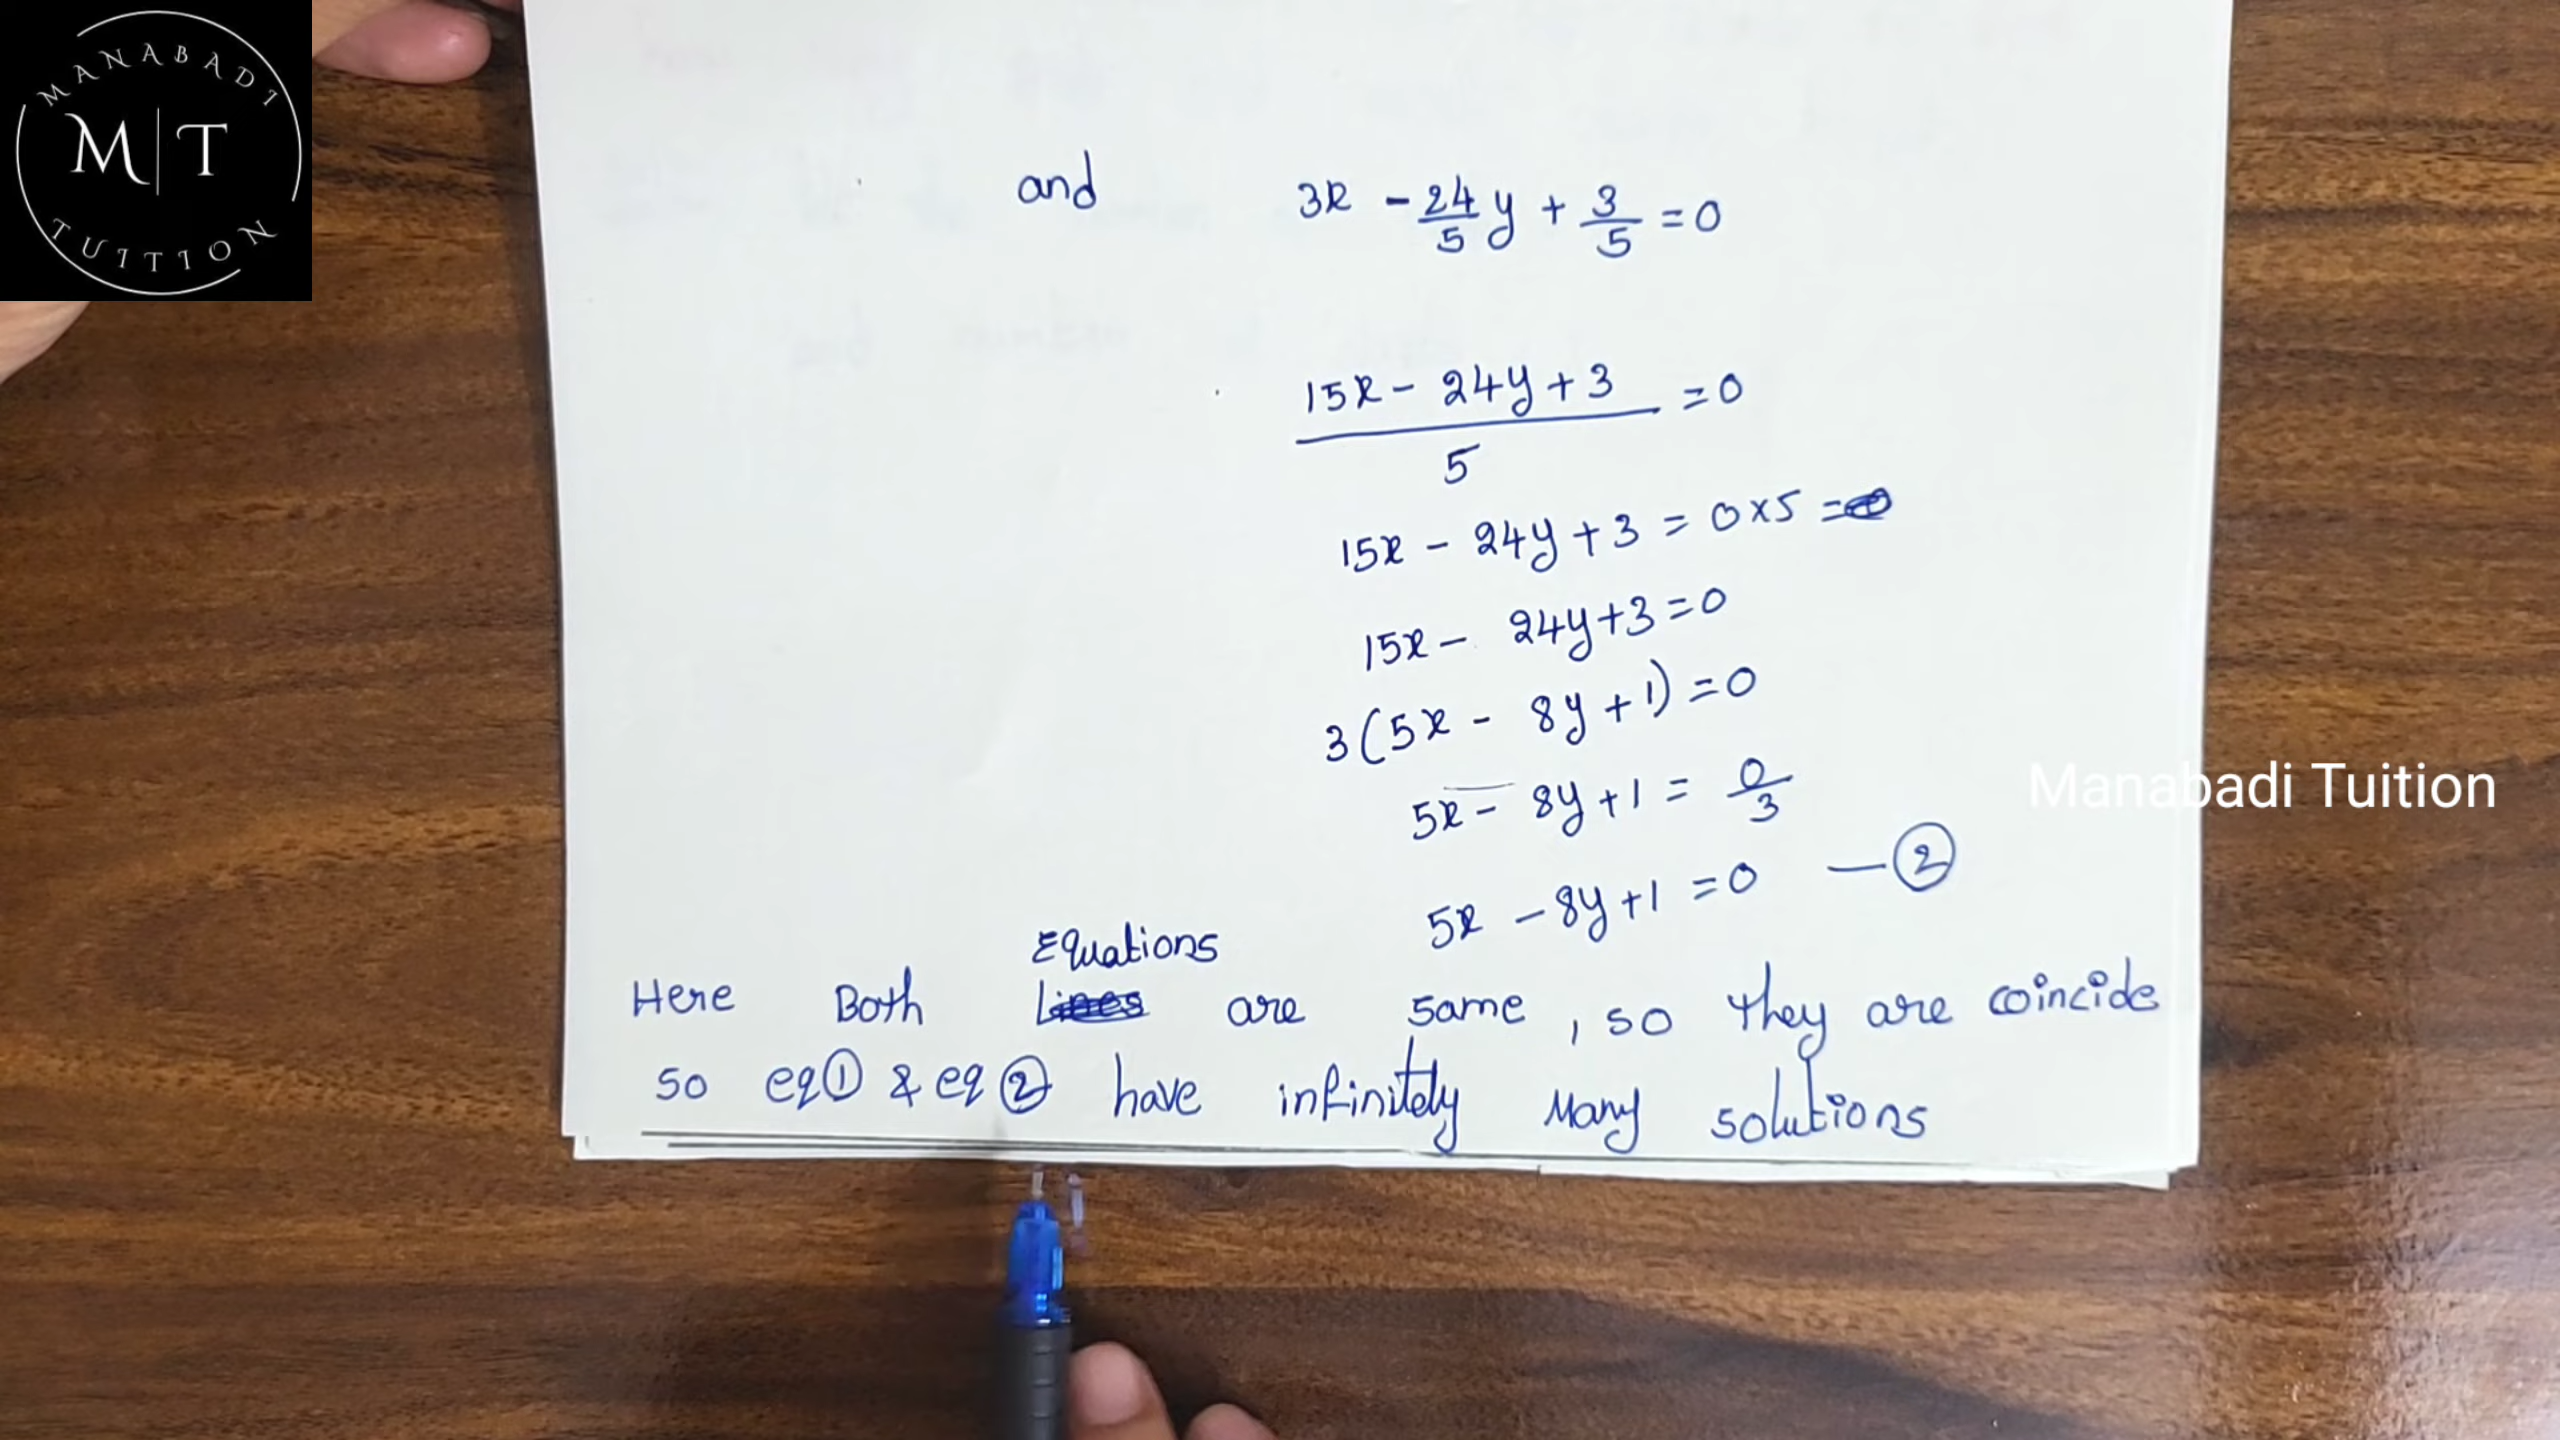 MANABADI
M|T
TUITION
and 3x - 24/5 y + 3/5 = 0
15x - 24y + 3 / 5 = 0
15x - 24y + 3 = 0x5 =
15x - 24y + 3 = 0
3(5x - 8y + 1) = 0
5x - 8y + 1 = 0/3
Manabadi Tuition
5x - 8y + 1 = 0 — ②
Equations
Here Both lines are same, so they are coincide
so eq① & eq② have infinitely Many solutions